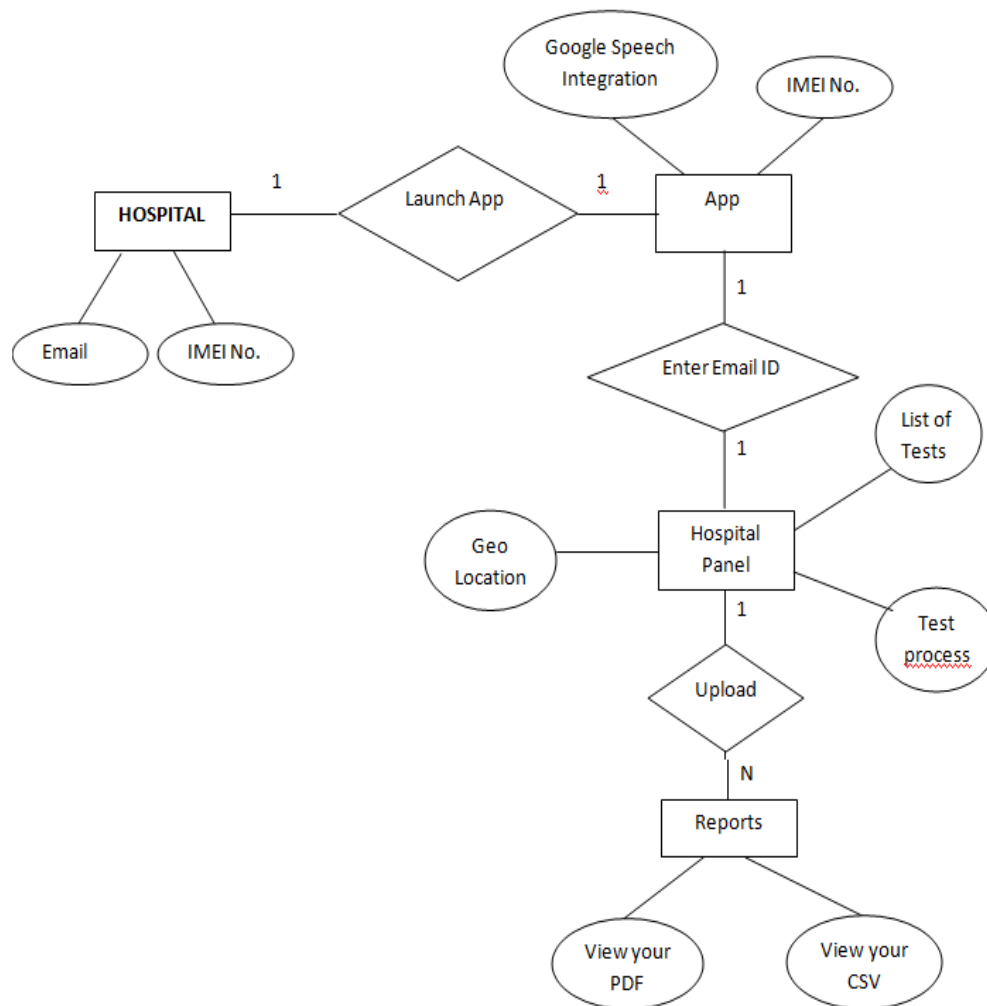 Google Speech
Integration
IMEI No.
1
Launch App
1
App
HOSPITAL
1
Email
IMEI No.
Enter Email ID
1
List of
Tests
Hospital
Panel
Geo
Location
1
Test
process
Upload
N
Reports
View your
PDF
View your
CSV